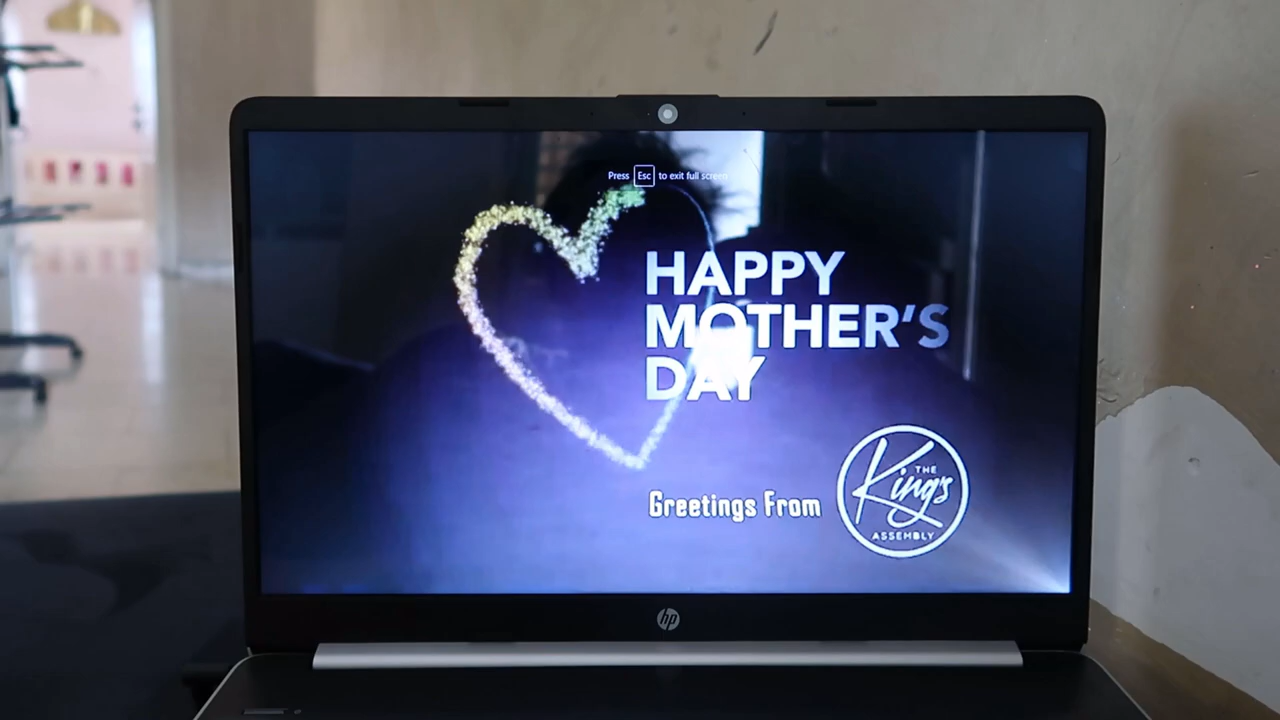 Press Esc to exit full screen
HAPPY
MOTHER'S
DAY
Greetings From
THE
King's
ASSEMBLY
hp